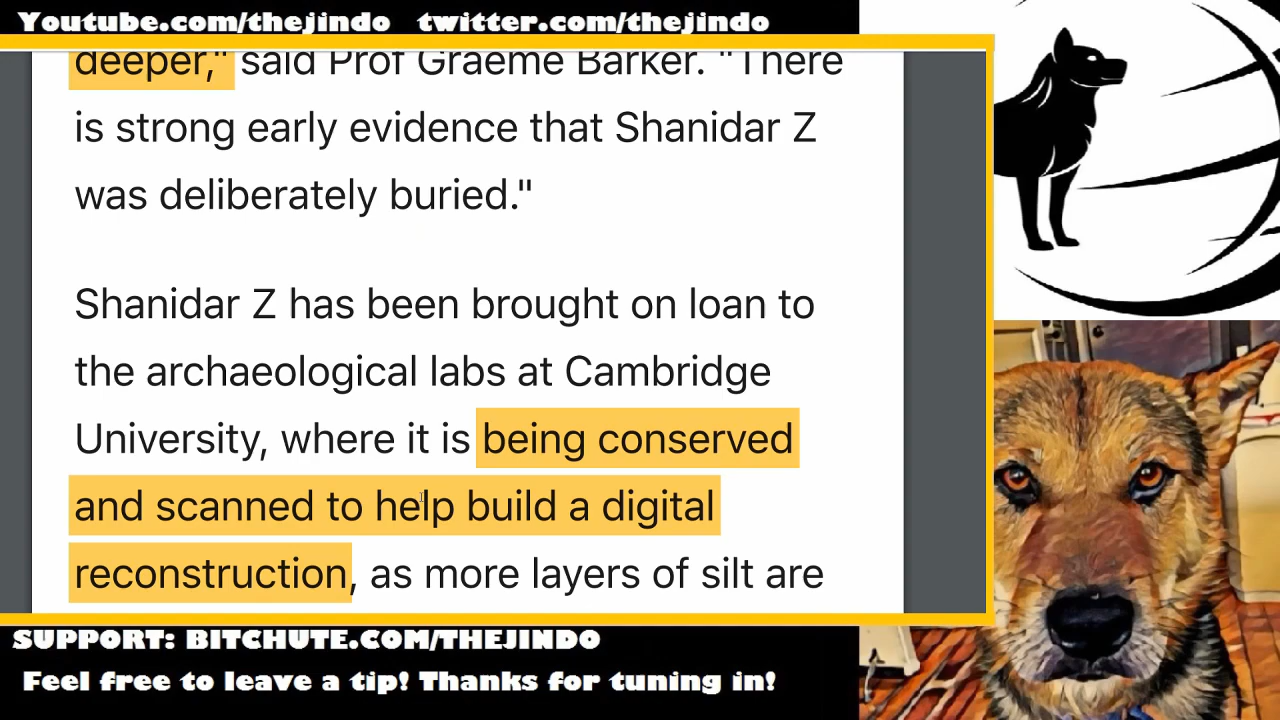 Youtube.com/thejindo twitter.com/thejindo
deeper," said Prof Graeme Barker. "There
is strong early evidence that Shanidar Z
was deliberately buried."
Shanidar Z has been brought on loan to
the archaeological labs at Cambridge
University, where it is being conserved
and scanned to help build a digital
reconstruction, as more layers of silt are
SUPPORT: BITCHUTE.COM/THEJINDO
Feel free to leave a tip! Thanks for tuning in!